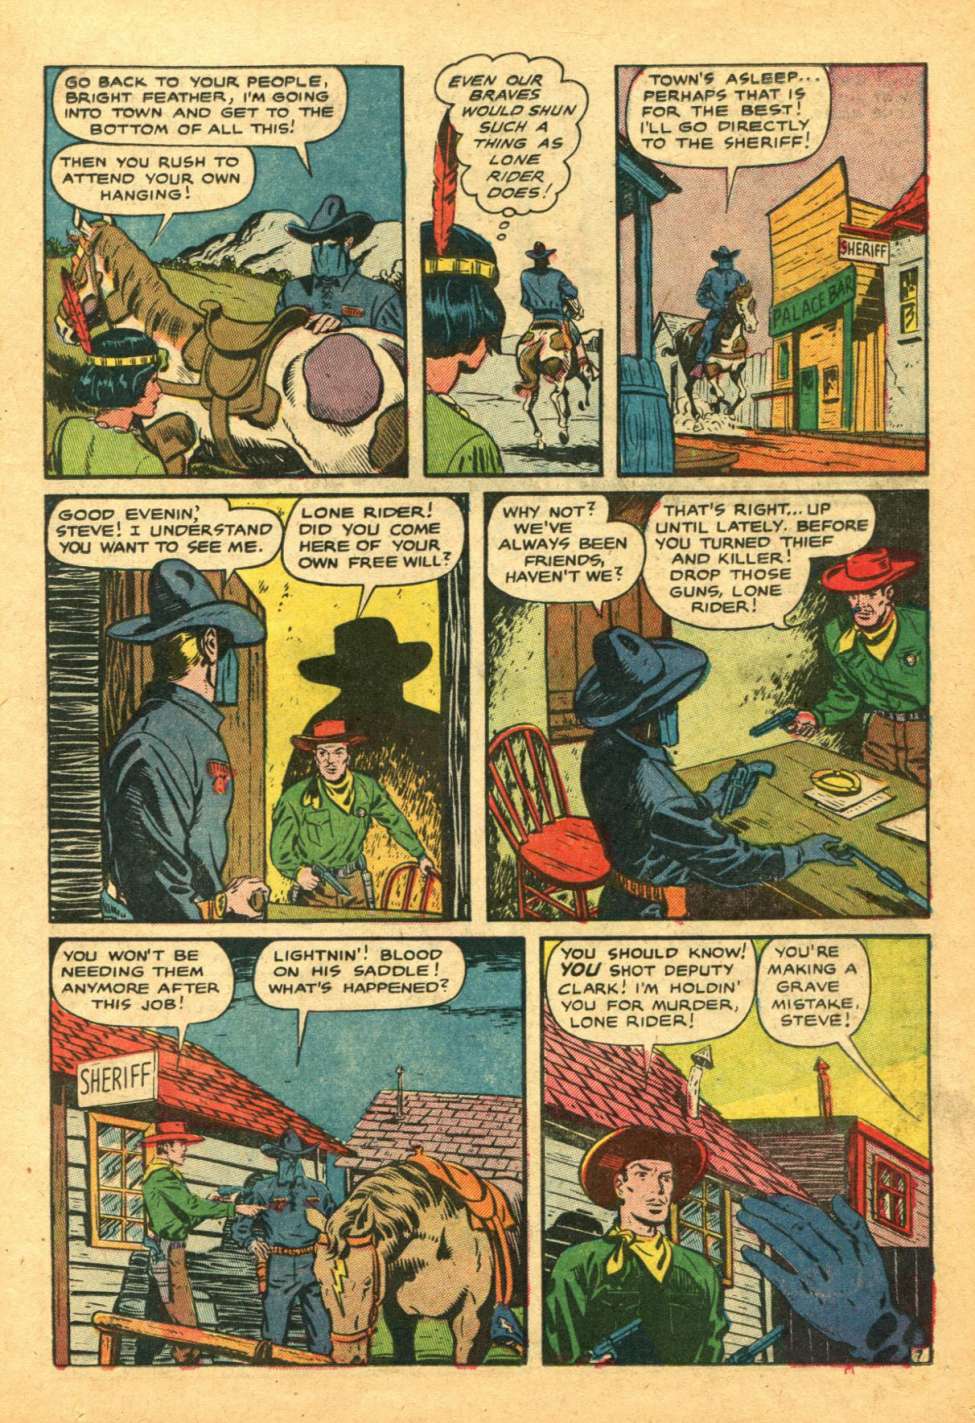 GO BACK TO YOUR PEOPLE,
BRIGHT FEATHER, I'M GOING
INTO TOWN AND GET TO THE
BOTTOM OF ALL THIS!
THEN YOU RUSH TO
ATTEND YOUR OWN
HANGING!
EVEN OUR
BRAVES
WOULD SHUN
SUCH A
THING AS
LONE
RIDER
DOES!
TOWN'S ASLEEP...
PERHAPS THAT IS
FOR THE BEST!
I'LL GO DIRECTLY
TO THE SHERIFF!
SHERIFF
PALACE BAR
GOOD EVENIN',
STEVE! I UNDERSTAND
YOU WANT TO SEE ME.
LONE RIDER!
DID YOU COME
HERE OF YOUR
OWN FREE WILL?
WHY NOT?
WE'VE
ALWAYS BEEN
FRIENDS,
HAVEN'T WE?
THAT'S RIGHT... UP
UNTIL LATELY. BEFORE
YOU TURNED THIEF
AND KILLER!
DROP THOSE
GUNS, LONE
RIDER!
YOU WON'T BE
NEEDING THEM
ANYMORE AFTER
THIS JOB!
LIGHTNIN'! BLOOD
ON HIS SADDLE!
WHAT'S HAPPENED?
SHERIFF
YOU SHOULD KNOW!
YOU SHOT DEPUTY
CLARK! I'M HOLDIN'
YOU FOR MURDER,
LONE RIDER!
YOU'RE
MAKING A
GRAVE
MISTAKE,
STEVE!
7